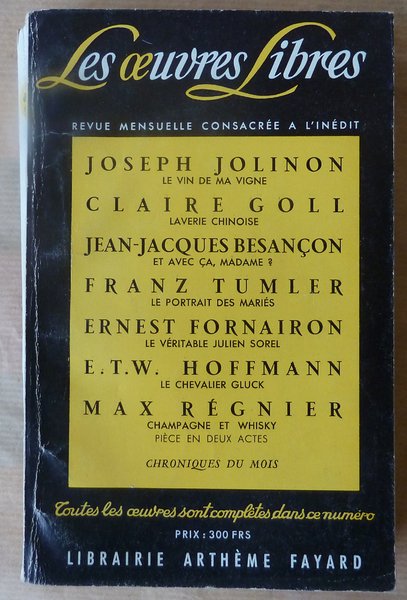 Les œuvres Libres
REVUE MENSUELLE CONSACRÉE A L'INÉDIT
JOSEPH JOLINON
LE VIN DE MA VIGNE
CLAIRE GOLL
LAVERIE CHINOISE
JEAN-JACQUES BESANÇON
ET AVEC ÇA, MADAME ?
FRANZ TUMLER
LE PORTRAIT DES MARIÉS
ERNEST FORNAIRON
LE VÉRITABLE JULIEN SOREL
E.T.W. HOFFMANN
LE CHEVALIER GLUCK
MAX RÉGNIER
CHAMPAGNE ET WHISKY
PIÈCE EN DEUX ACTES
CHRONIQUES DU MOIS
Toutes les œuvres sont complètes dans ce numéro
PRIX : 300 FRS
LIBRAIRIE ARTHÈME FAYARD